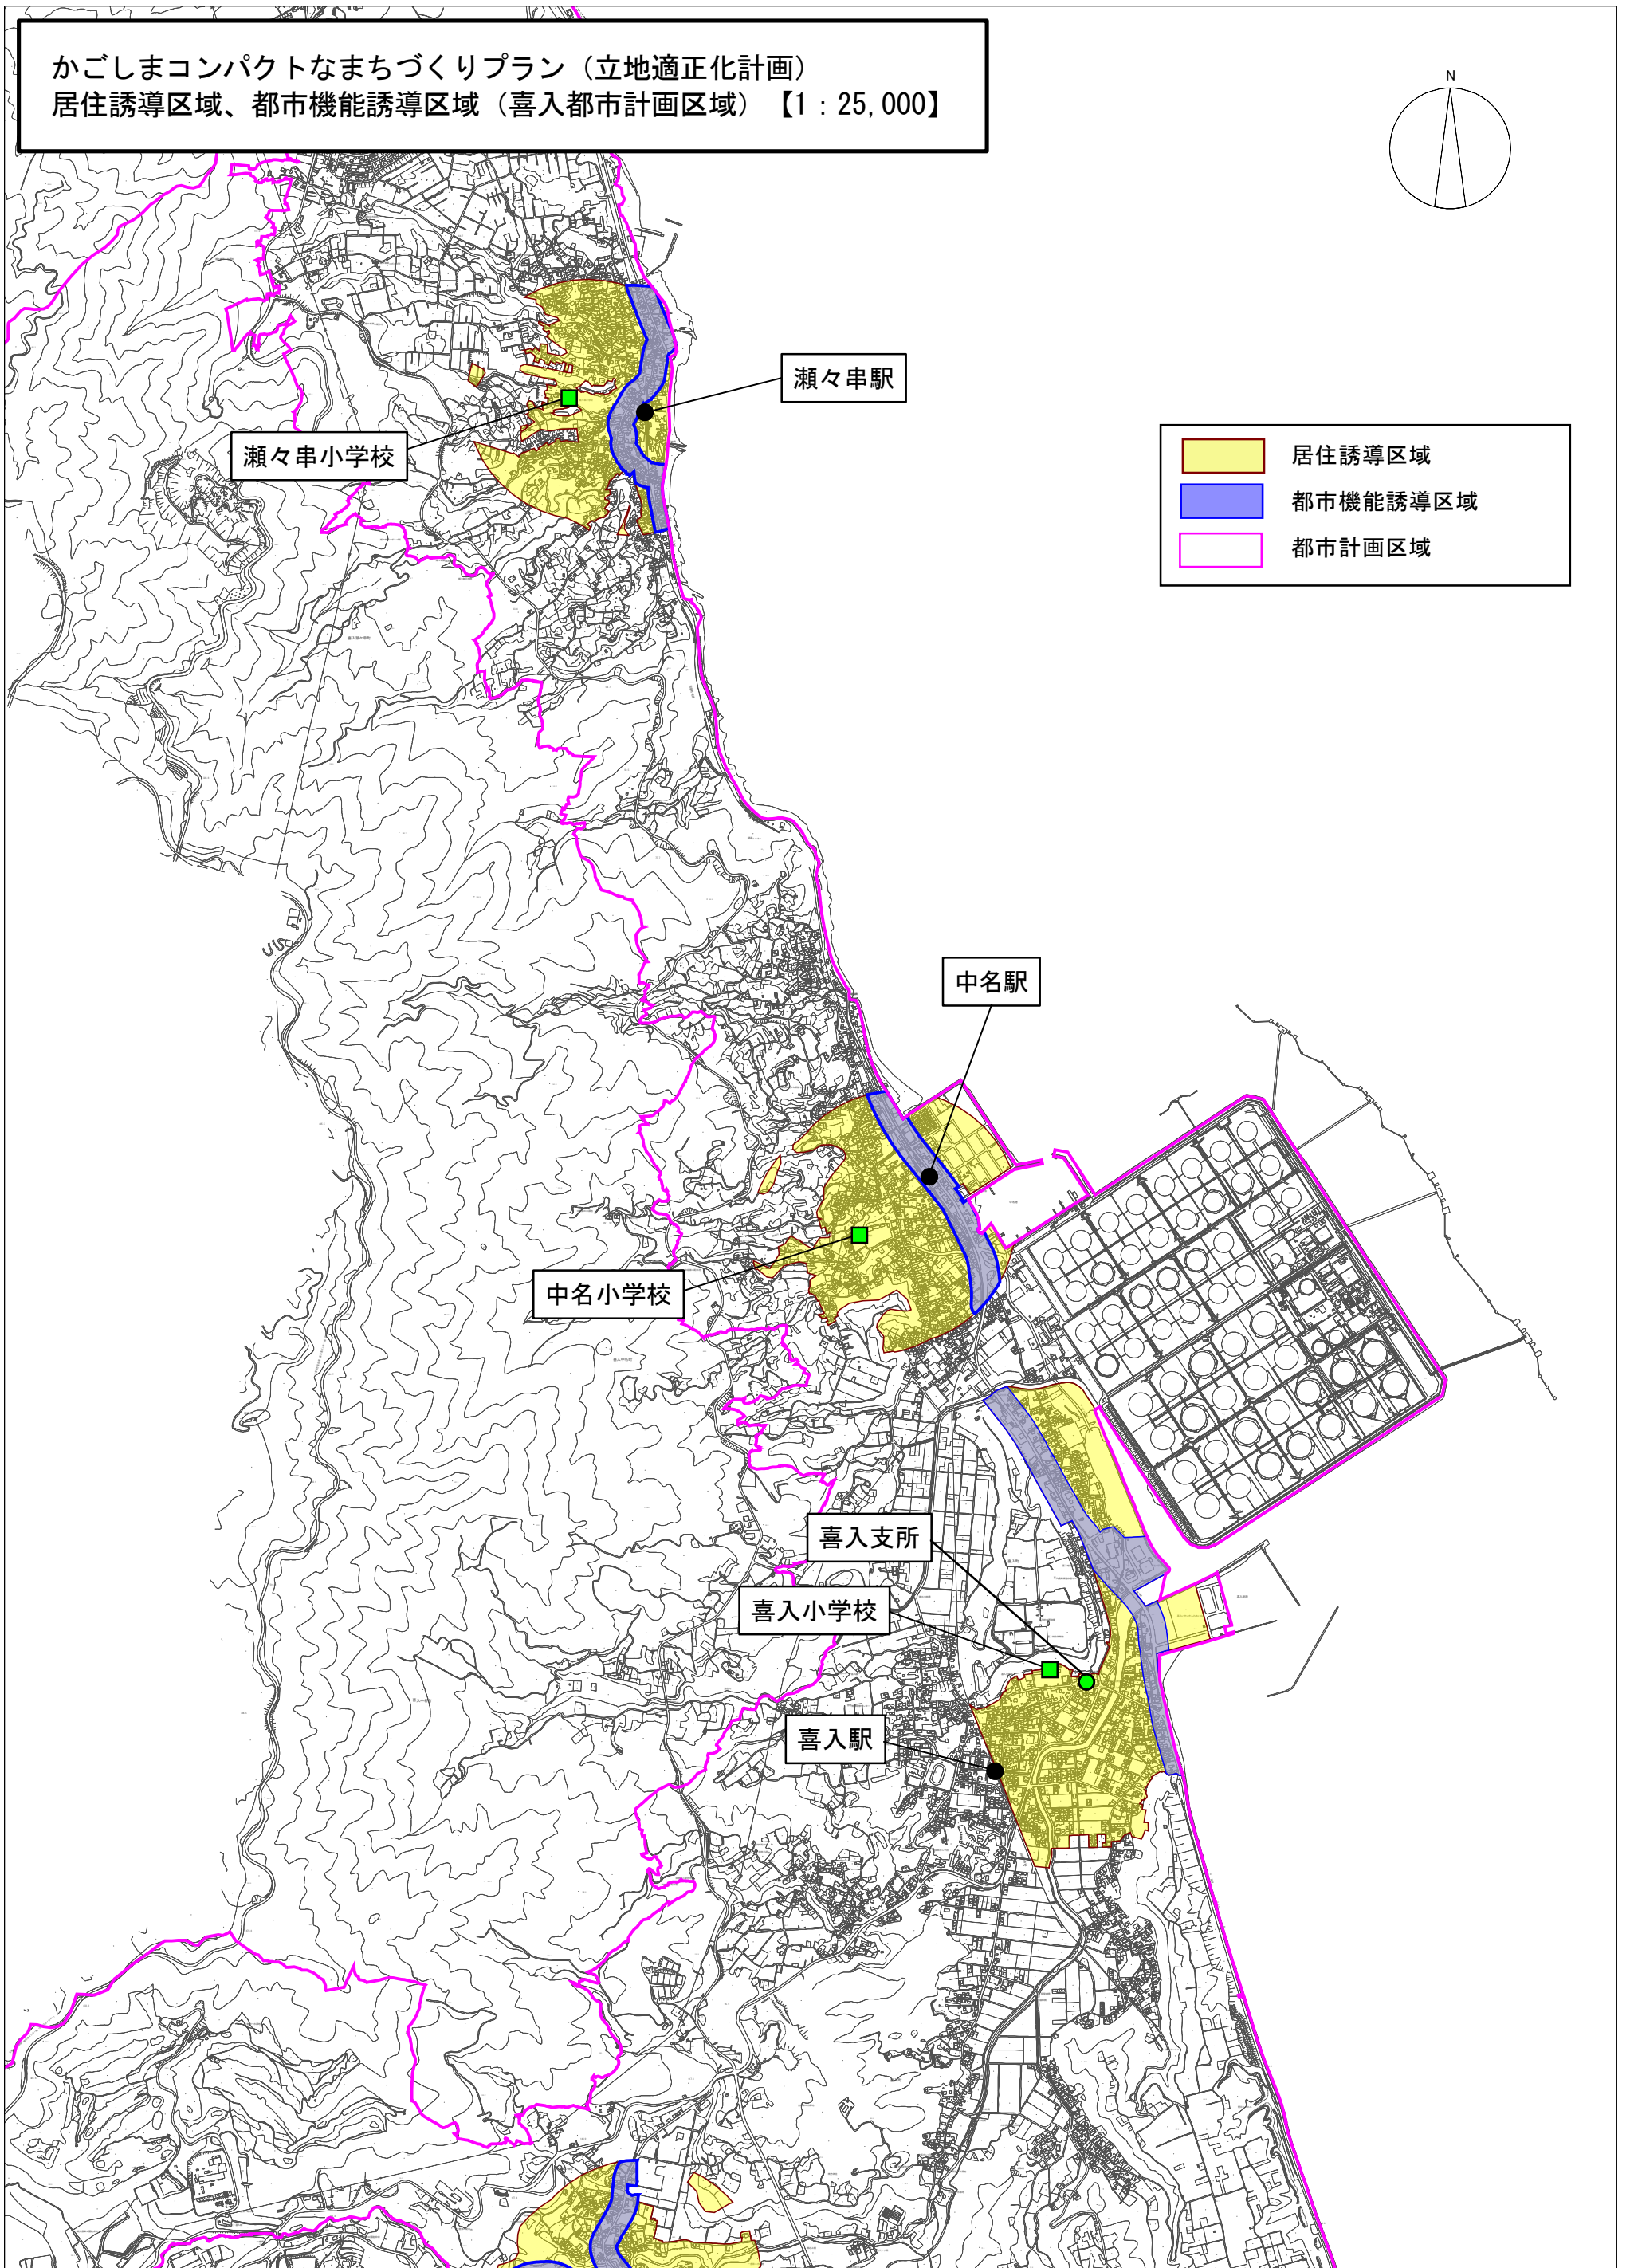 かごしまコンパクトなまちづくりプラン（立地適正化計画）
居住誘導区域、都市機能誘導区域（喜入都市計画区域）【1：25,000】
N
瀬々串駅
瀬々串小学校
居住誘導区域
都市機能誘導区域
都市計画区域
中名駅
中名小学校
喜入支所
喜入小学校
喜入駅